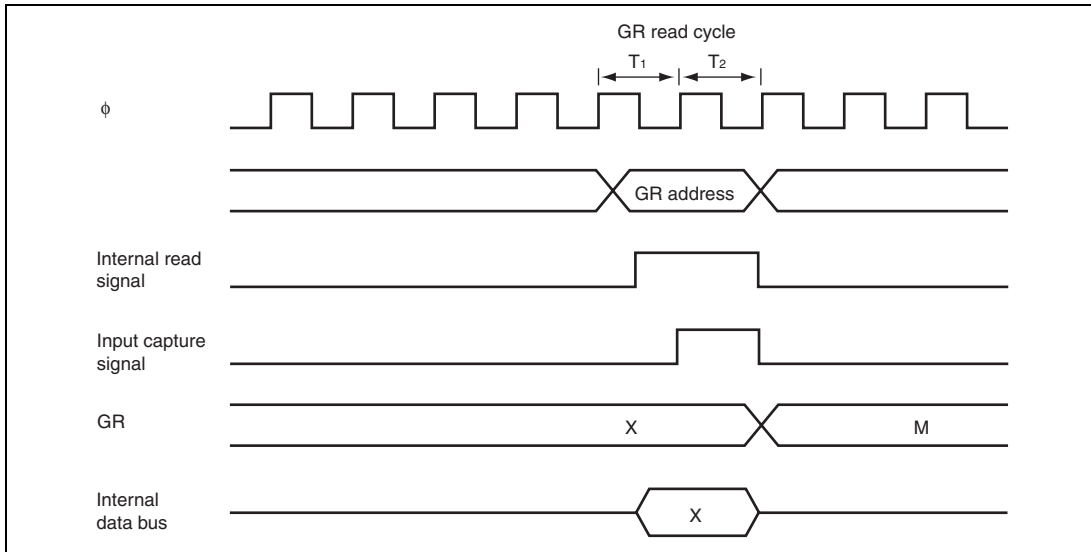 GR read cycle
T1 T2
ϕ
GR address
Internal read
signal
Input capture
signal
GR X M
Internal
data bus X